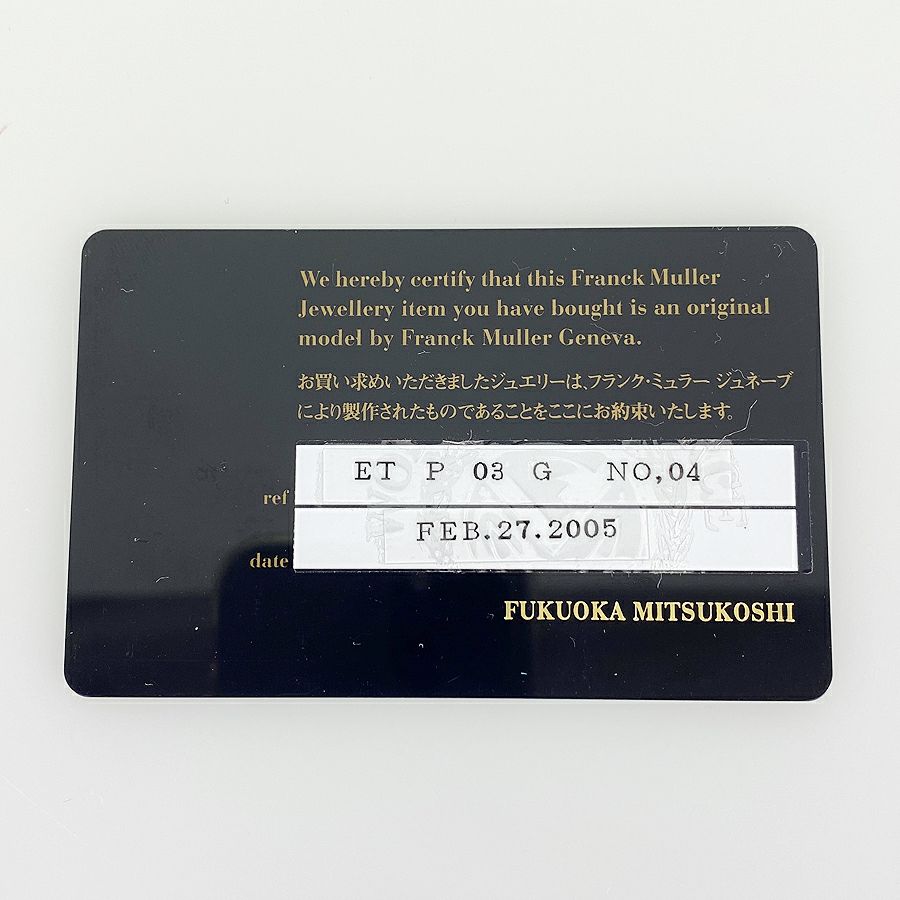 We hereby certify that this Franck Muller
Jewellery item you have bought is an original
model by Franck Muller Geneva.
お買い求めいただきましたジュエリーは、フランク・ミュラー ジュネーブ
により製作されたものであることをここにお約束いたします。
ref ET P 03 G NO,04
date FEB.27.2005
FUKUOKA MITSUKOSHI